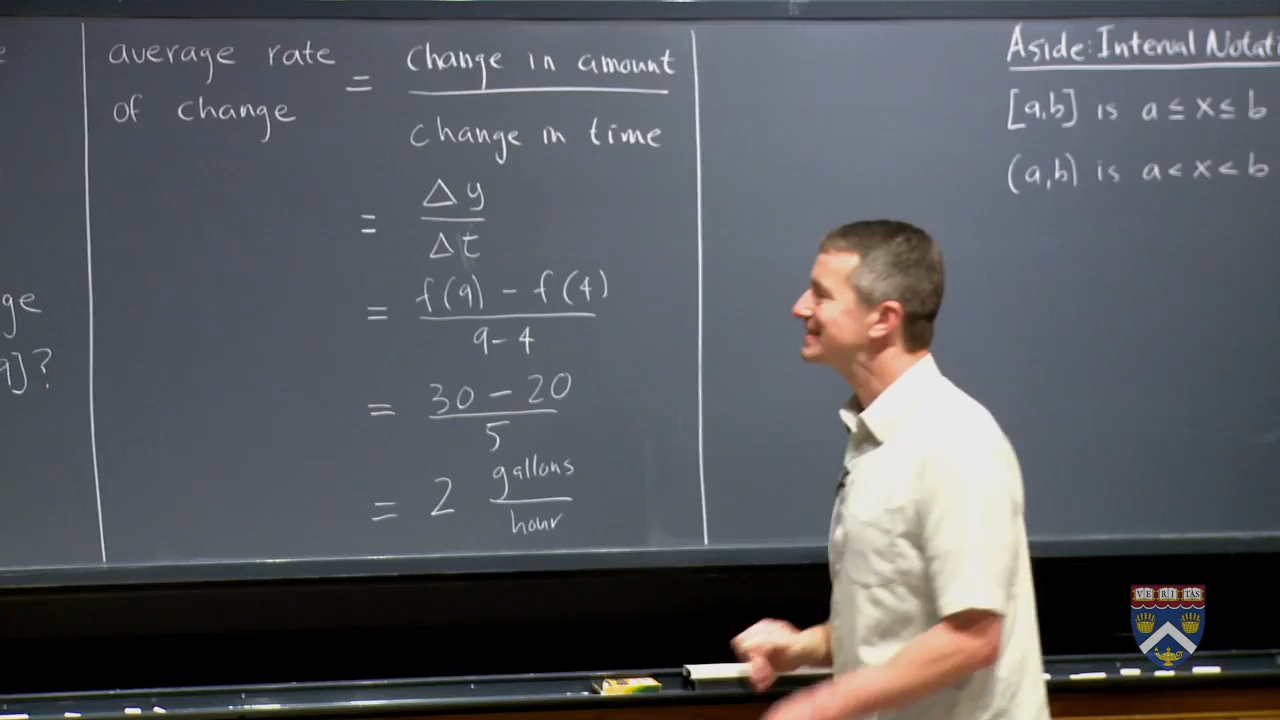 ge
9]?
average rate
of change
= change in amount
change in time
= Δy
Δt
= f(9) - f(4)
9-4
= 30 - 20
5
= 2 gallons
hour
Aside: Interval Notati
[a,b] is a ≤ x ≤ b
(a,b) is a < x < b
VE RI TAS